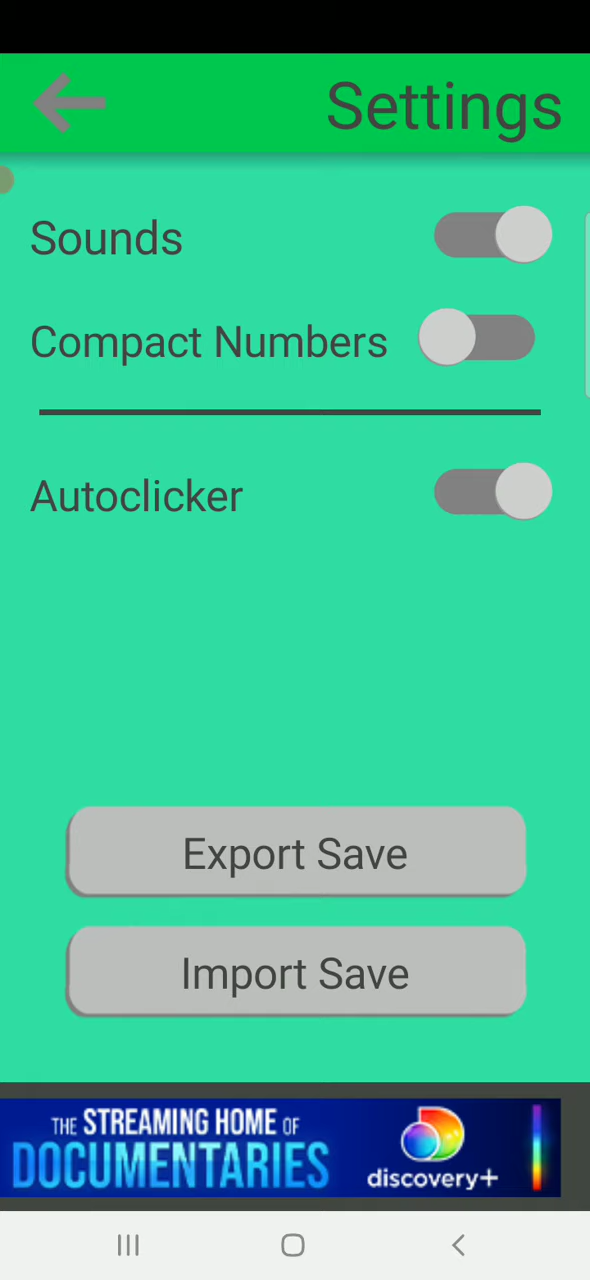 Settings
Sounds
Compact Numbers
Autoclicker
Export Save
Import Save
THE STREAMING HOME OF
DOCUMENTARIES
discovery+